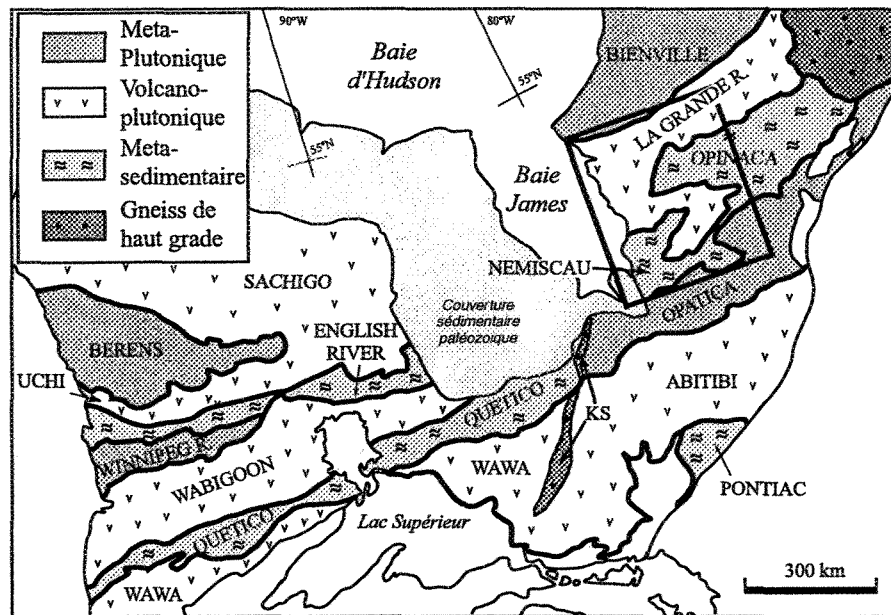 Meta-
Plutonique
Volcano-
plutonique
Meta-
sedimentaire
Gneiss de
haut grade
90°W
80°W
55°N
55°N
Baie
d'Hudson
Baie
James
BIENVILLE
LA GRANDE R.
OPINACA
NEMISCAU
OPATICA
SACHIGO
Couverture
sédimentaire
paléozoique
BERENS
ENGLISH
RIVER
UCHI
QUETICO
KS
ABITIBI
WINNIPEG R.
WABIGOON
WAWA
PONTIAC
QUETICO
Lac Supérieur
WAWA
300 km